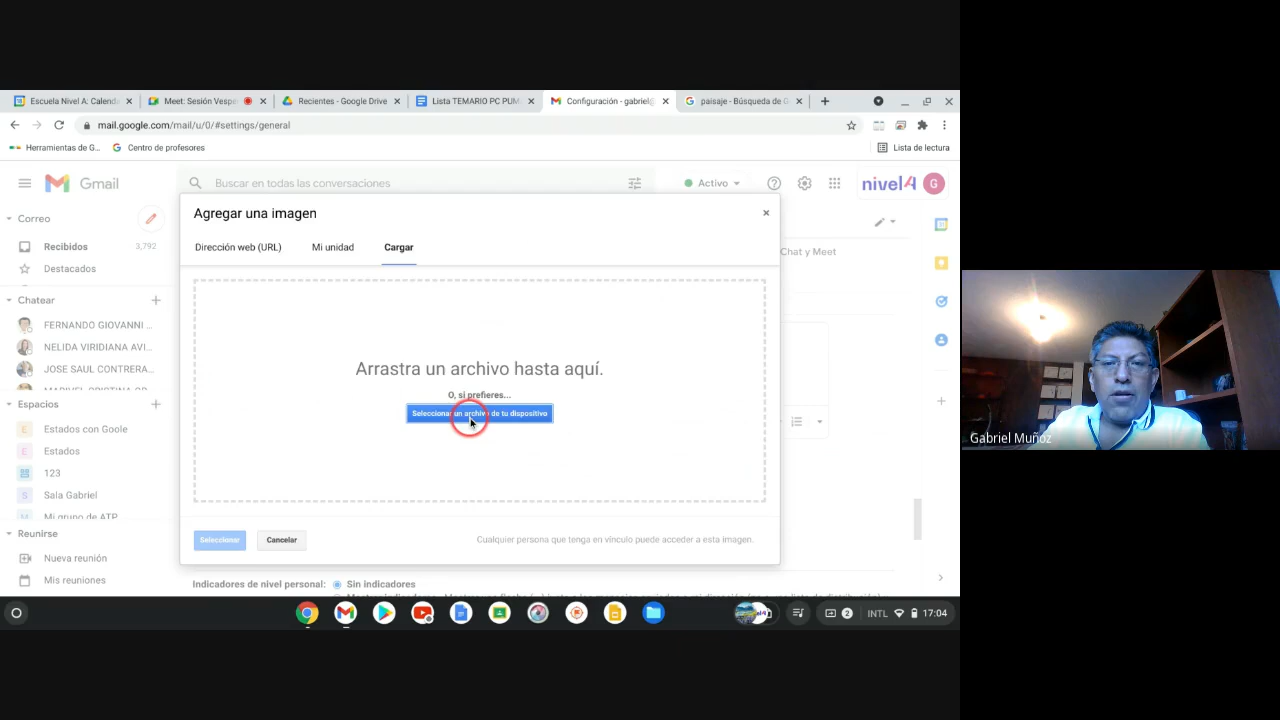 Escuela Nivel A: Calenda
Meet: Sesión Vesper
Recientes - Google Drive
Lista TEMARIO PC PUM
Configuración - gabriel@
paisaje - Búsqueda de G
mail.google.com/mail/u/0/#settings/general
Herramientas de G...
Centro de profesores
Lista de lectura
Gmail
Buscar en todas las conversaciones
Activo
nivel4
G
Correo
Recibidos
3,792
Destacados
Chatear
FERNANDO GIOVANNI ...
NELIDA VIRIDIANA AVI...
JOSE SAUL CONTRERA...
Espacios
E Estados con Goole
E Estados
123
S Sala Gabriel
Mi grupo de ATP
Reunirse
Nueva reunión
Mis reuniones
Agregar una imagen
Dirección web (URL)
Mi unidad
Cargar
Arrastra un archivo hasta aquí.
O, si prefieres...
Seleccionar un archivo de tu dispositivo
Seleccionar
Cancelar
Cualquier persona que tenga en vínculo puede acceder a esta imagen.
Chat y Meet
Indicadores de nivel personal:
Sin indicadores
2
INTL
17:04
Gabriel Muñoz